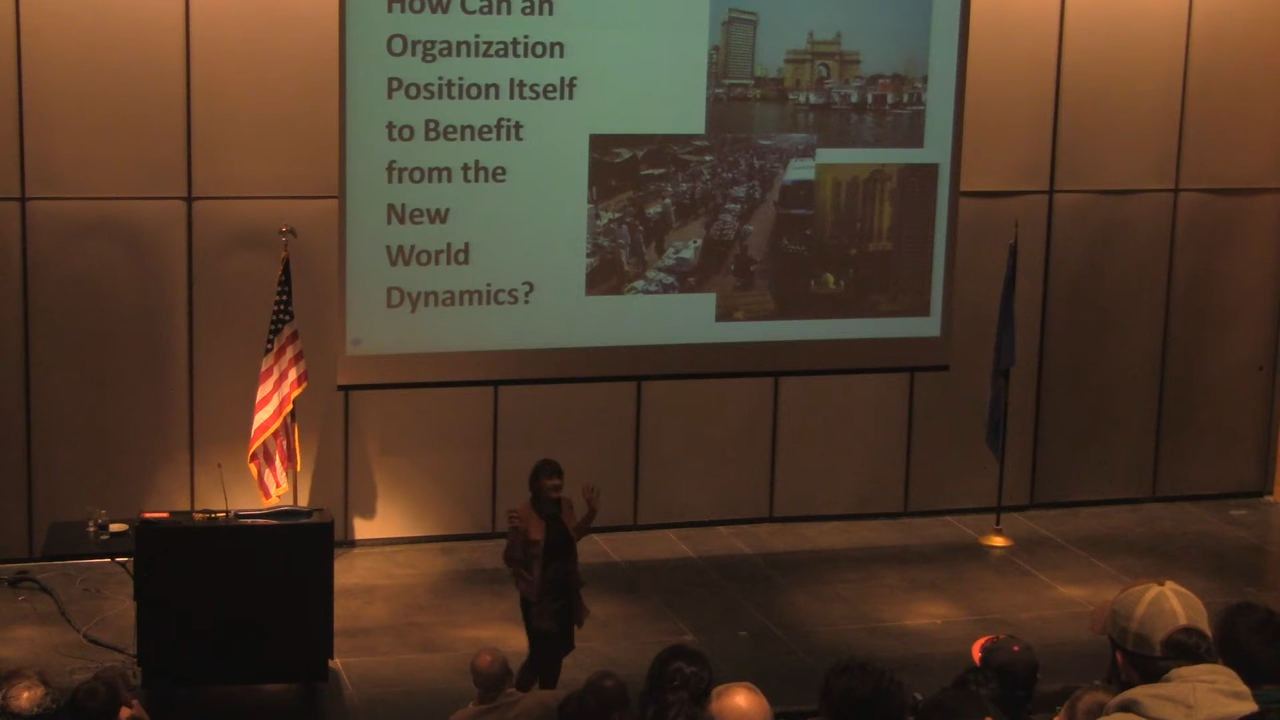 How Can an
Organization
Position Itself
to Benefit
from the
New
World
Dynamics?